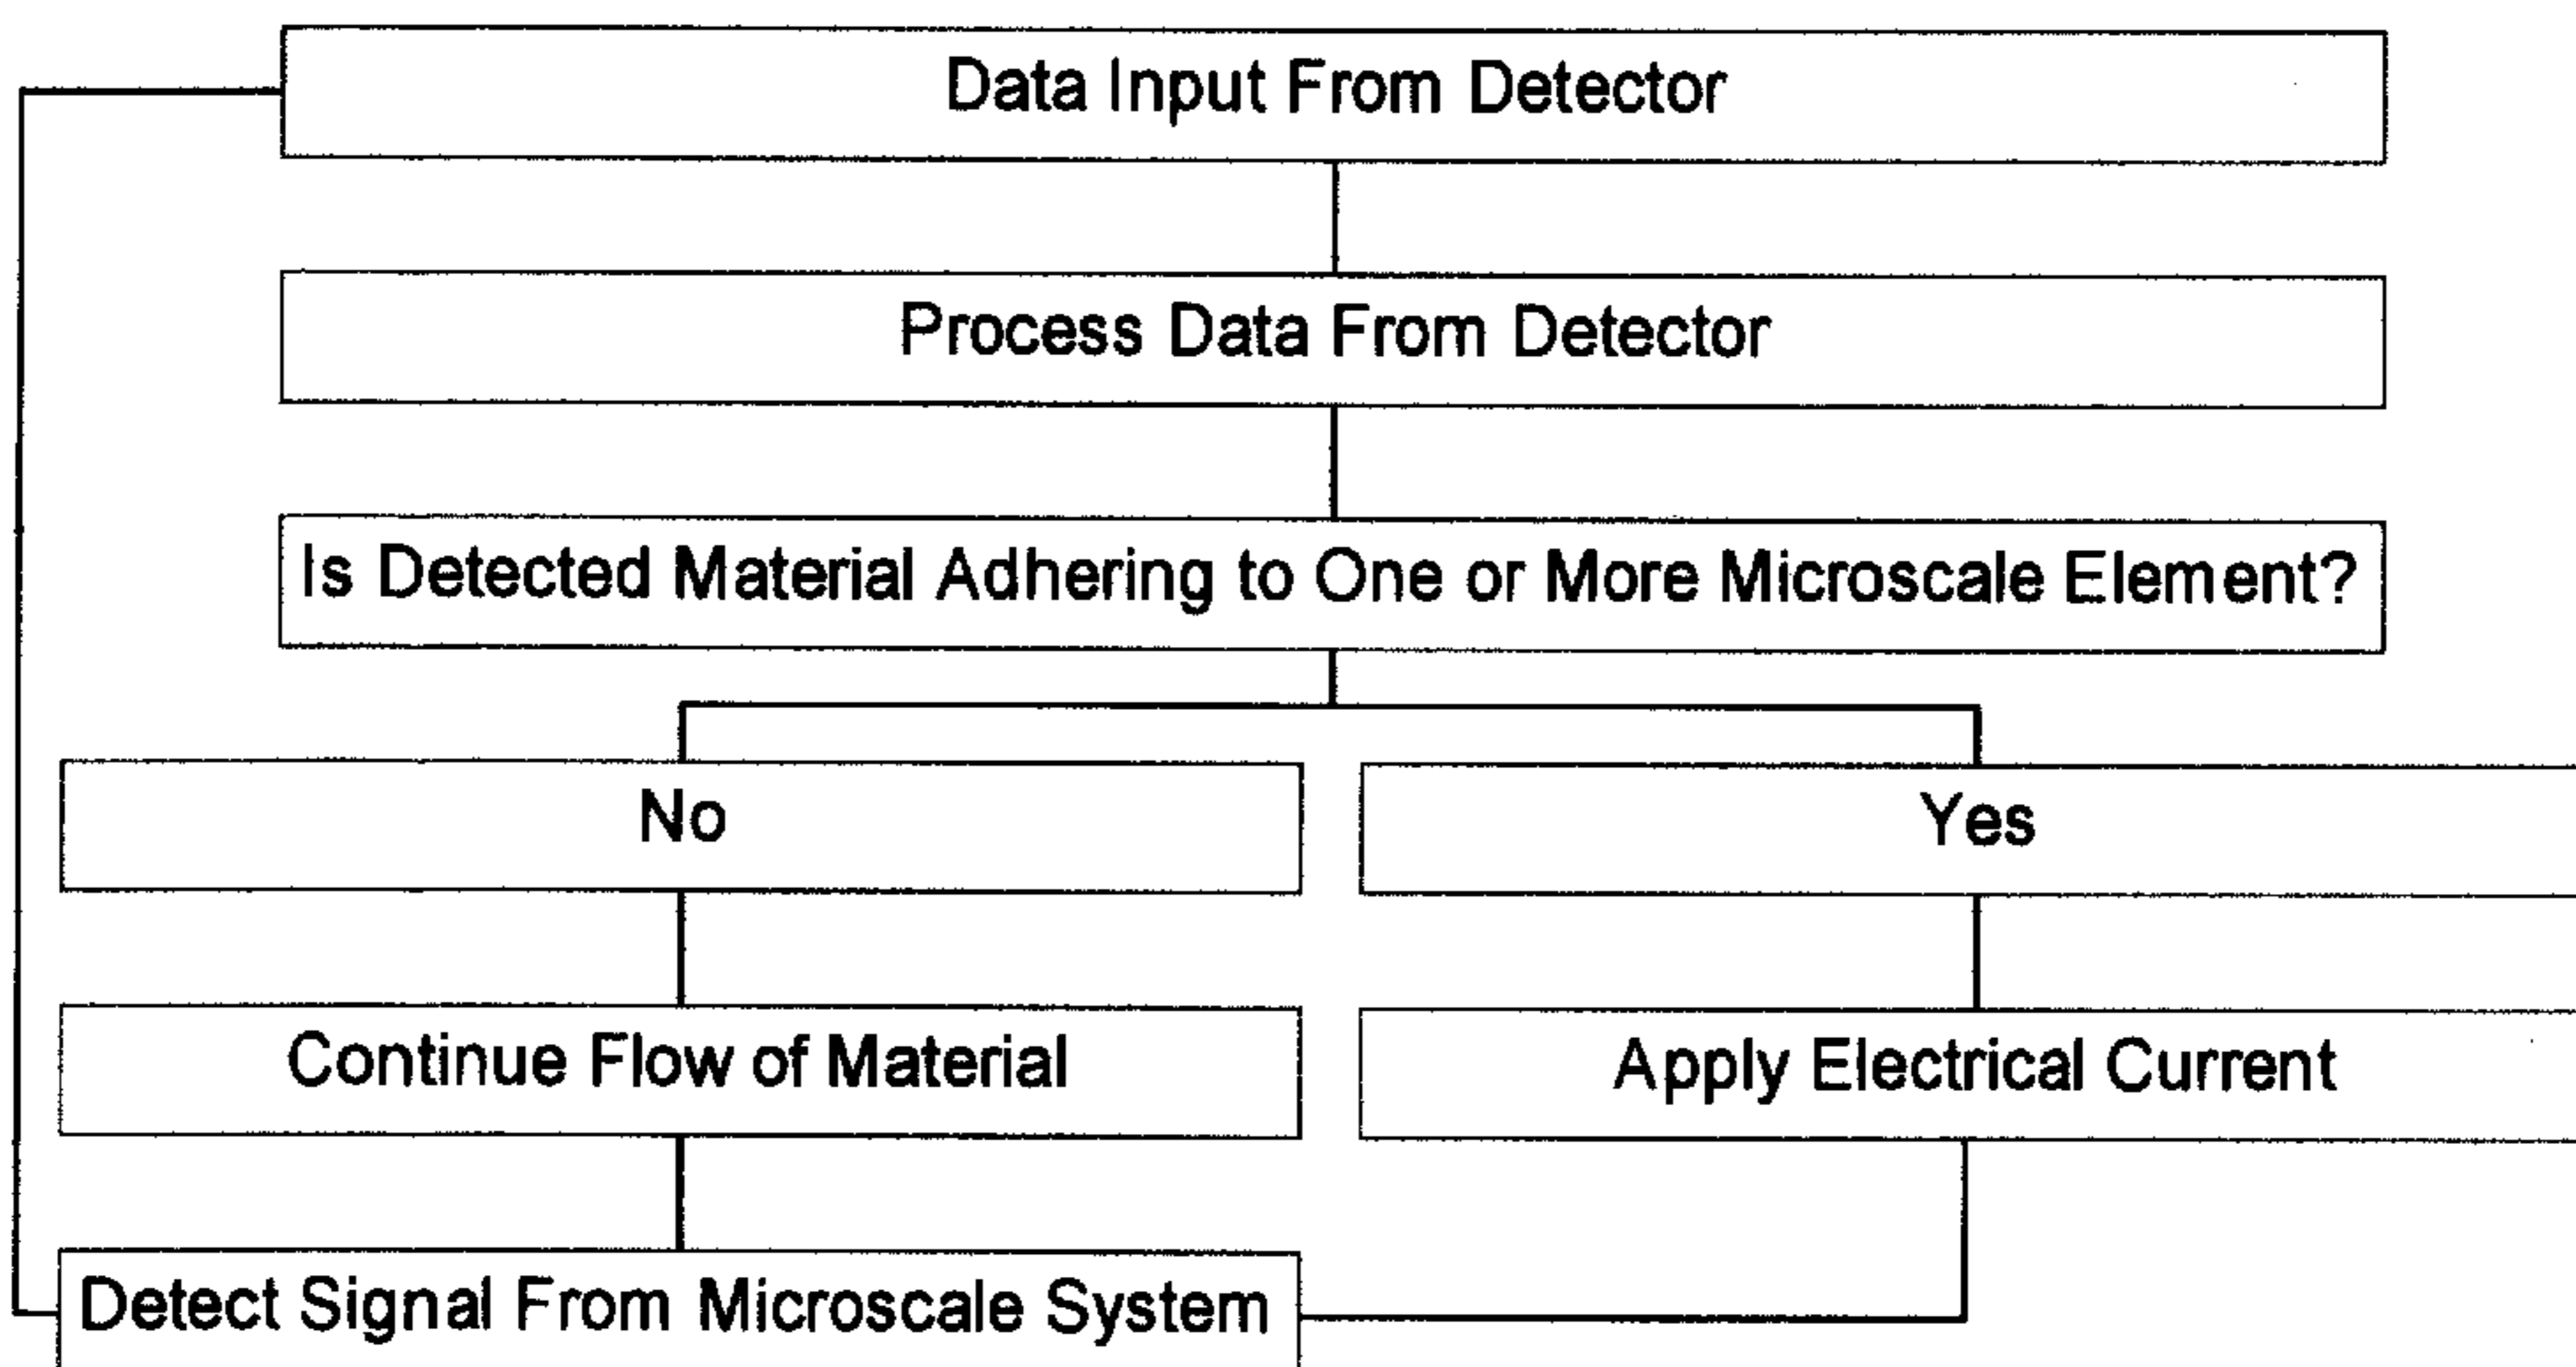 Data Input From Detector
Process Data From Detector
Is Detected Material Adhering to One or More Microscale Element?
No
Yes
Continue Flow of Material
Apply Electrical Current
Detect Signal From Microscale System